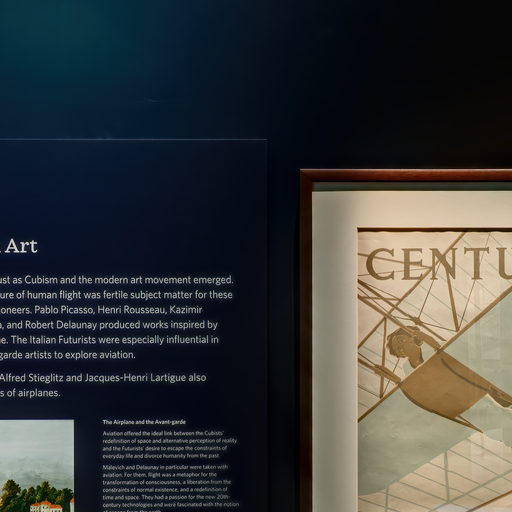 Art
ust as Cubism and the modern art movement emerged.
ure of human flight was fertile subject matter for these
oneers. Pablo Picasso, Henri Rousseau, Kazimir
, and Robert Delaunay produced works inspired by
e. The Italian Futurists were especially influential in
garde artists to explore aviation.
Alfred Stieglitz and Jacques-Henri Lartigue also
s of airplanes.
The Airplane and the Avant-garde
Aviation offered the ideal link between the Cubists'
redefinition of space and alternative perception of reality
and the Futurists' desire to escape the constraints of
everyday life and divorce humanity from the past.
Malevich and Delaunay in particular were taken with
aviation. For them, flight was a metaphor for the
transformation of consciousness, a liberation from the
constraints of normal existence, and a redefinition of
time and space. They had a passion for the new 20th-
century technologies and were fascinated with the notion
CENTU